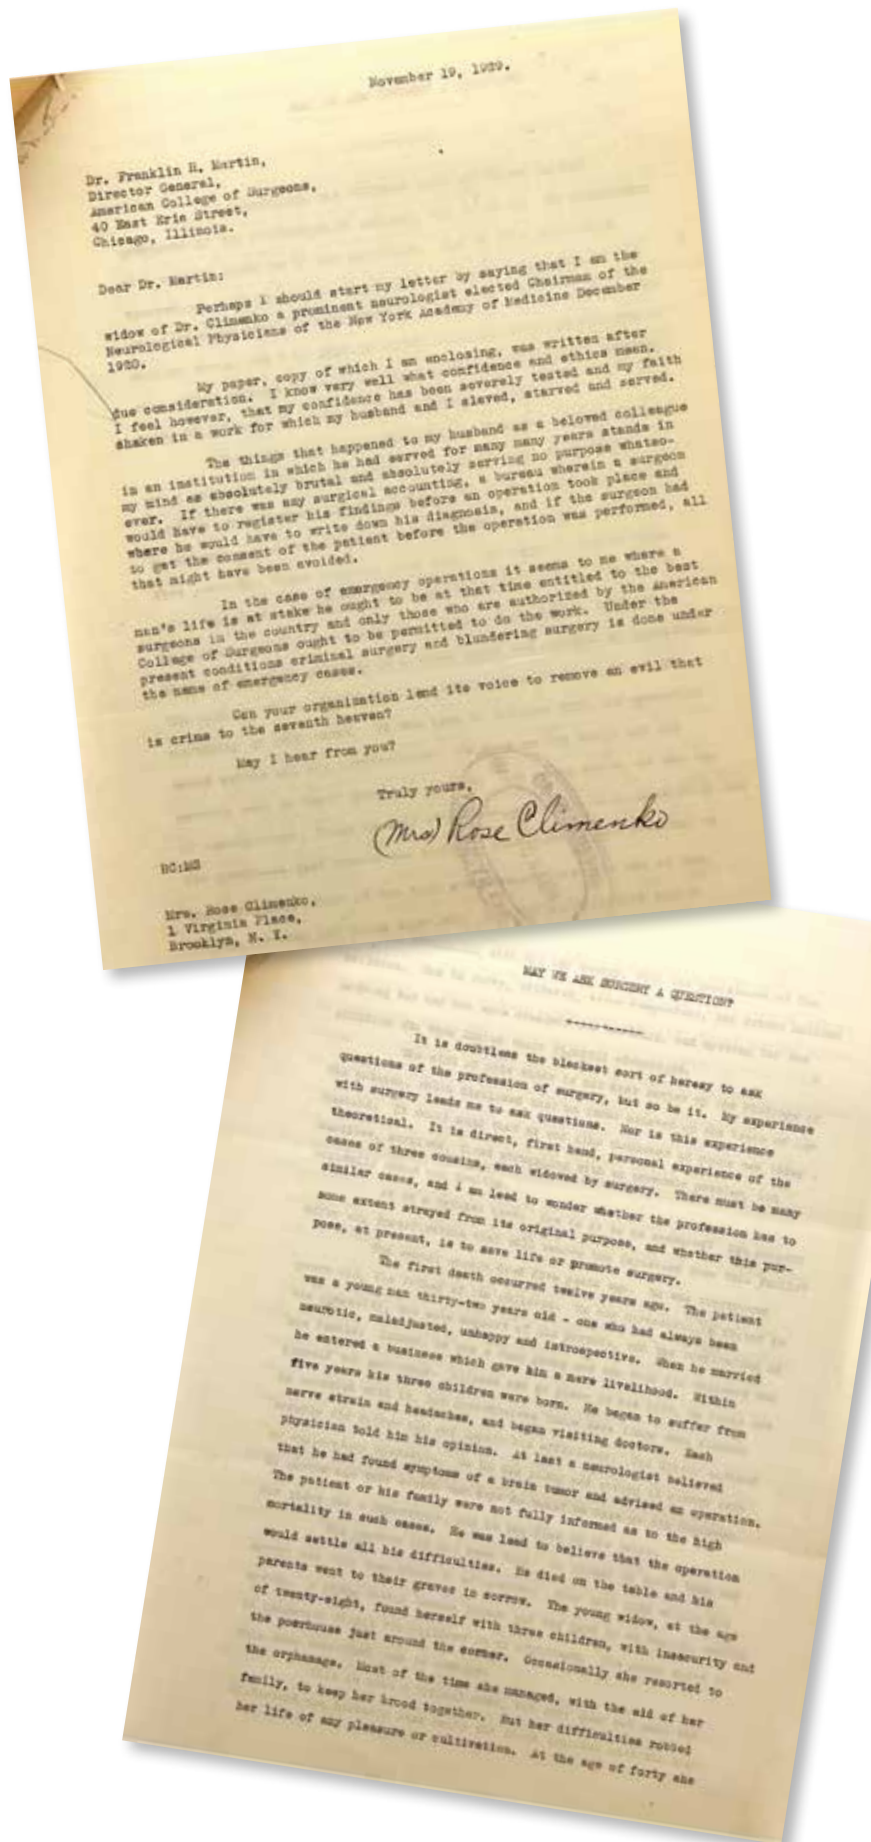 November 19, 1929.
Dr. Franklin H. Martin,
Director General,
American College of Surgeons,
40 East Erie Street,
Chicago, Illinois.
Dear Dr. Martin:
Perhaps I should start my letter by saying that I am the
widow of Dr. Climenko a prominent neurologist elected Chairman of the
Neurological Physicians of the New York Academy of Medicine December
1920.
My paper, copy of which I am enclosing, was written after
due consideration. I know very well what confidence and ethics mean.
I feel however, that my confidence has been severely tested and my faith
shaken in a work for which my husband and I slaved, starved and served.
The things that happened to my husband as a beloved colleague
in an institution in which he had served for many many years stands in
my mind as absolutely brutal and absolutely serving no purpose whatso-
ever. If there was any surgical accounting, a bureau wherein a surgeon
would have to register his findings before an operation took place and
where he would have to write down his diagnosis, and if the surgeon had
to get the consent of the patient before the operation was performed, all
that might have been avoided.
In the case of emergency operations it seems to me where a
man's life is at stake he ought to be at that time entitled to the best
surgeons in the country and only those who are authorized by the American
College of Surgeons ought to be permitted to do the work. Under the
present conditions criminal surgery and blundering surgery is done under
the name of emergency cases.
Can your organization lend its voice to remove an evil that
is crime to the seventh heaven?
May I hear from you?
Truly yours,
(Mrs) Rose Climenko
RC:MS
Mrs. Rose Climenko,
1 Virginia Place,
Brooklyn, N. Y.
MAY WE ASK SURGERY A QUESTION?
-----------
It is doubtless the blackest sort of heresy to ask
questions of the profession of surgery, but so be it. My experience
with surgery leads me to ask questions. Nor is this experience
theoretical. It is direct, first hand, personal experience of the
cases of three cousins, each widowed by surgery. There must be many
similar cases, and i am lead to wonder whether the profession has to
some extent strayed from its original purpose, and whether this pur-
pose, at present, is to save life or promote surgery.
The first death occurred twelve years ago. The patient
was a young man thirty-two years old - one who had always been
neurotic, maladjusted, unhappy and introspective. When he married
he entered a business which gave him a mere livelihood. Within
five years his three children were born. He began to suffer from
nerve strain and headaches, and began visiting doctors. Each
physician told him his opinion. At last a neurologist believed
that he had found symptoms of a brain tumor and advised an operation.
The patient or his family were not fully informed as to the high
mortality in such cases. He was lead to believe that the operation
would settle all his difficulties. He died on the table and his
parents went to their graves in sorrow. The young widow, at the age
of twenty-eight, found herself with three children, with insecurity and
the poorhouse just around the corner. Occasionally she resorted to
the orphanage. Most of the time she managed, with the aid of her
family, to keep her brood together. But her difficulties robbed
her life of any pleasure or cultivation. At the age of forty she